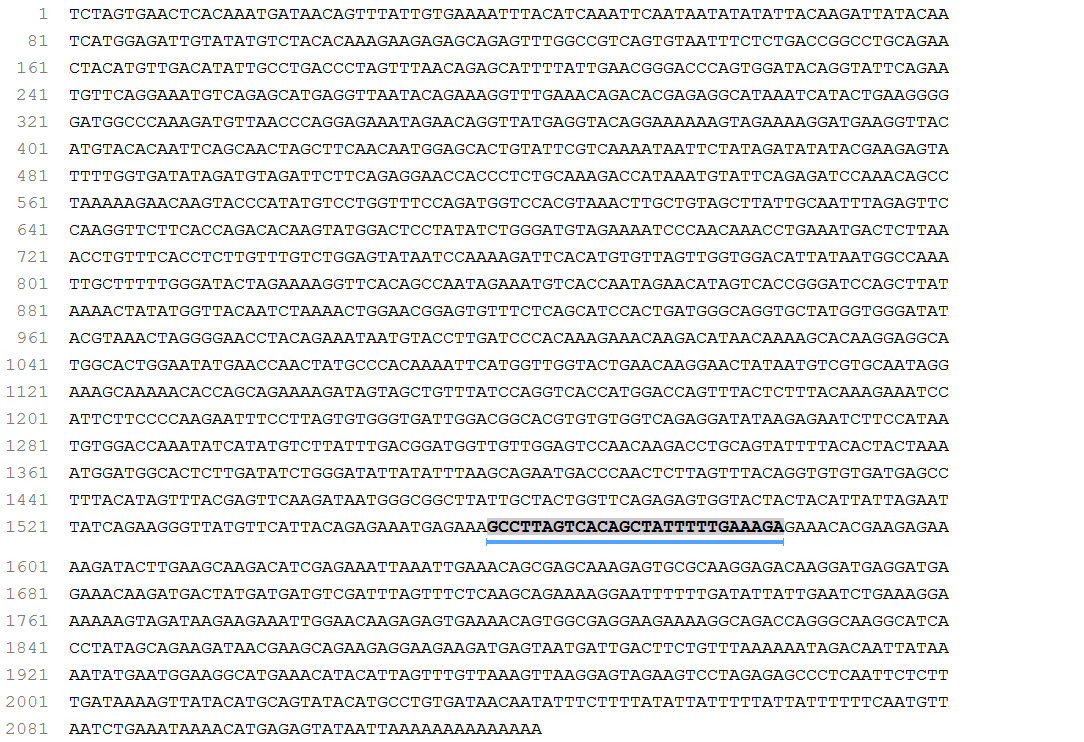 1 TCTAGTGAACTCACAAATGATAACAGTTTATTGTGAAAATTTACATCAAATTCAATAATATATATTACAAGATTATACAA
81 TCATGGAGATTGTATATGTCTACACAAAGAAGAGAGCAGAGTTTGGCCGTCAGTGTAATTTCTCTGACCGGCCTGCAGAA
161 CTACATGTTGACATATTGCCTGACCCTAGTTTAACAGAGCATTTTATTGAACGGGACCCAGTGGATACAGGTATTCAGAA
241 TGTTCAGGAAATGTCAGAGCATGAGGTTAATACAGAAAGGTTTGAAACAGACACGAGAGGCATAAATCATACTGAAGGGG
321 GATGGCCCAAAGATGTTAACCCAGGAGAAATAGAACAGGTTATGAGGTACAGGAAAAAAGTAGAAAAGGATGAAGGTTAC
401 ATGTACACAATTCAGCAACTAGCTTCAACAATGGAGCACTGTATTCGTCAAAATAATTCTATAGATATATACGAAGAGTA
481 TTTTGGTGATATAGATGTAGATTCTTCAGAGGAACCACCCTCTGCAAAGACCATAAATGTATTCAGAGATCCAAACAGCC
561 TAAAAAGAACAAGTACCCATATGTCCTGGTTTCCAGATGGTCCACGTAAACTTGCTGTAGCTTATTGCAATTTAGAGTTC
641 CAAGGTTCTTCACCAGACACAAGTATGGACTCCTATATCTGGGATGTAGAAAATCCCAACAAACCTGAAATGACTCTTAA
721 ACCTGTTTCACCTCTTGTTTGTCTGGAGTATAATCCAAAAGATTCACATGTGTTAGTTGGTGGACATTATAATGGCCAAA
801 TTGCTTTTTGGGATACTAGAAAAGGTTCACAGCCAATAGAAATGTCACCAATAGAACATAGTCACCGGGATCCAGCTTAT
881 AAAACTATATGGTTACAATCTAAAACTGGAACGGAGTGTTTCTCAGCATCCACTGATGGGCAGGTGCTATGGTGGGATAT
961 ACGTAAACTAGGGGAACCTACAGAAATAATGTACCTTGATCCCACAAAGAAACAAGACATAACAAAAGCACAAGGAGGCA
1041 TGGCACTGGAATATGAACCAACTATGCCCACAAAATTCATGGTTGGTACTGAACAAGGAACTATAATGTCGTGCAATAGG
1121 AAAGCAAAAACACCAGCAGAAAAGATAGTAGCTGTTTATCCAGGTCACCATGGACCAGTTTACTCTTTACAAAGAAATCC
1201 ATTCTTCCCCAAGAATTTCCTTAGTGTGGGTGATTGGACGGCACGTGTGTGGTCAGAGGATATAAGAGAATCTTCCATAA
1281 TGTGGACCAAATATCATATGTCTTATTTGACGGATGGTTGTTGGAGTCCAACAAGACCTGCAGTATTTTACACTACTAAA
1361 ATGGATGGCACTCTTGATATCTGGGATATTATATTTAAGCAGAATGACCCAACTCTTAGTTTACAGGTGTGTGATGAGCC
1441 TTTACATAGTTTACGAGTTCAAGATAATGGGCGGCTTATTGCTACTGGTTCAGAGAGTGGTACTACTACATTATTAGAAT
1521 TATCAGAAGGGTTATGTTCATTACAGAGAAATGAGAAAGCCTTAGTCACAGCTATTTTTTGAAAGAGAAACACGAAGAGAA
1601 AAGATACTTGAAGCAAGACATCGAGAAATTAAATTGAAACAGCGAGCAAAGAGTGCGCAAGGAGACAAGGATGAGGATGA
1681 GAAACAAGATGACTATGATGATGTCGATTTAGTTTCTCAAGCAGAAAAGGAATTTTTTGATATTATTGAATCTGAAAGGA
1761 AAAAAGTAGATAAGAAGAAATTGGAACAAGAGAGTGAAAACAGTGGCGAGGAAGAAAAGGCAGACCAGGGCAAGGCATCA
1841 CCTATAGCAGAAGATAACGAAGCAGAAGAGGAAGAAGATGAGTAATGATTGACTTCTGTTTAAAAAATAGACAATTATAA
1921 AATATGAATGGAAGGCATGAAACATACATTAGTTTGTTAAAGTTAAGGAGTAGAAGTCCTAGAGAGCCCTCAATTCTCTT
2001 TGATAAAAGTTATACATGCAGTATACATGCCTGTGATAACAATATTTCTTTTATATTATTTTTATTATTTTTTCAATGTT
2081 AATCTGAAATAAAACATGAGAGTATAATTAAAAAAAAAAAAAA